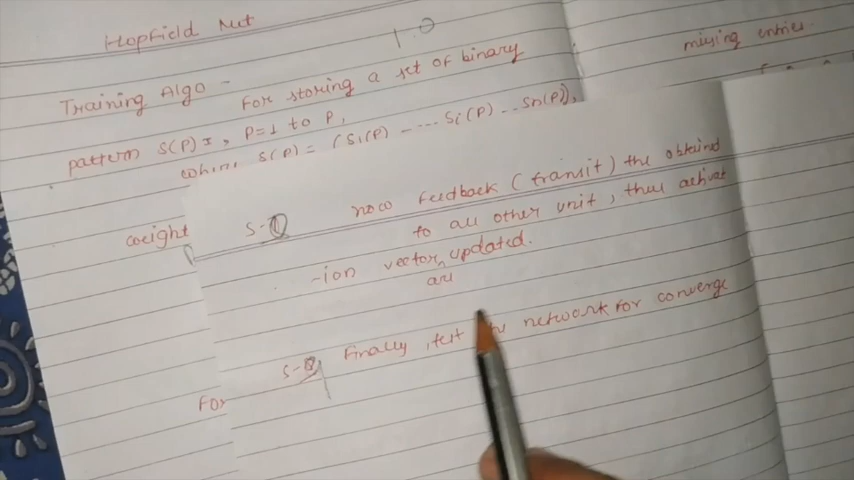 Hopfield Net
1.0
Training Algo -
For storing a set of binary
pattern S(P) I, P=1 to P,
S(P) = (S1(P) - .... Si(P) .. Sn(P)),
weight
For
missing entries.
S-
now feedback (transit) the obtained
to all other unit, thus activat
-ion vector, updated.
are
S-
Finally, test the network for converge